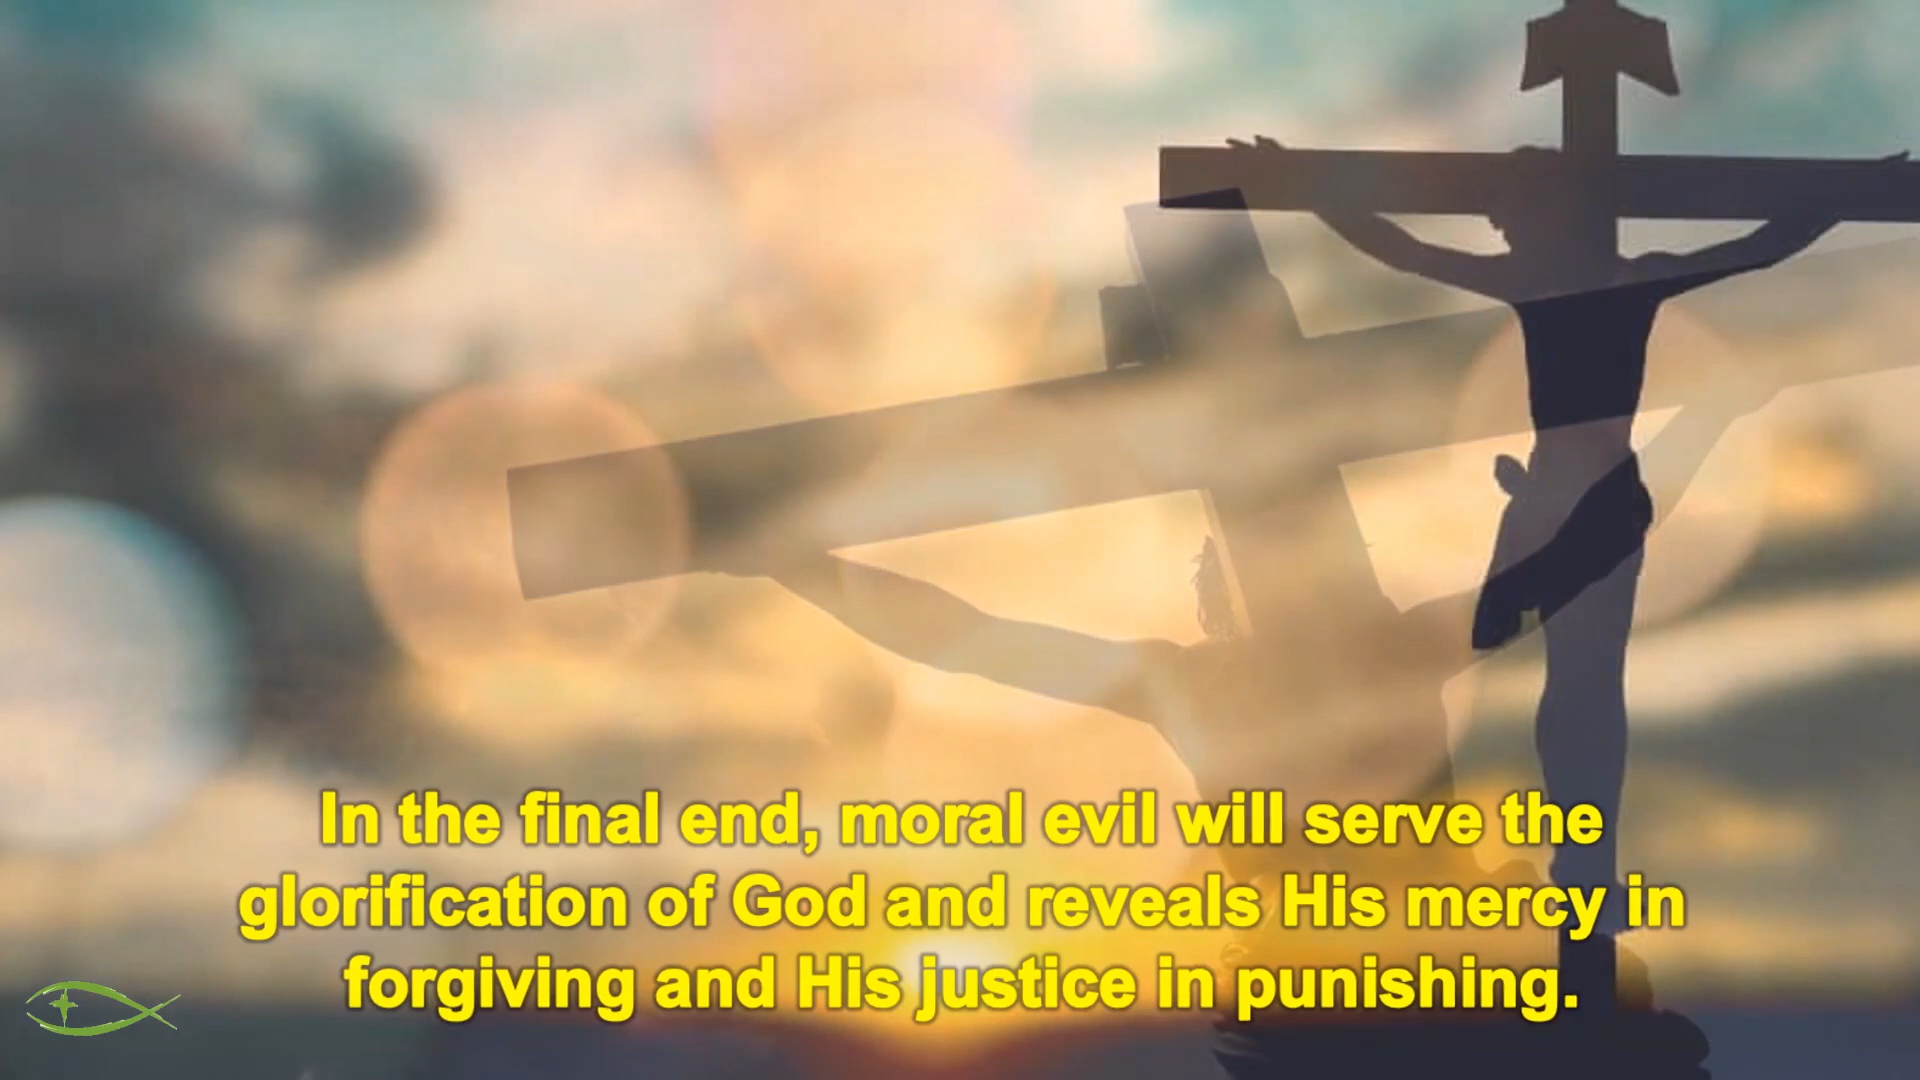 In the final end, moral evil will serve the
glorification of God and reveals His mercy in
forgiving and His justice in punishing.